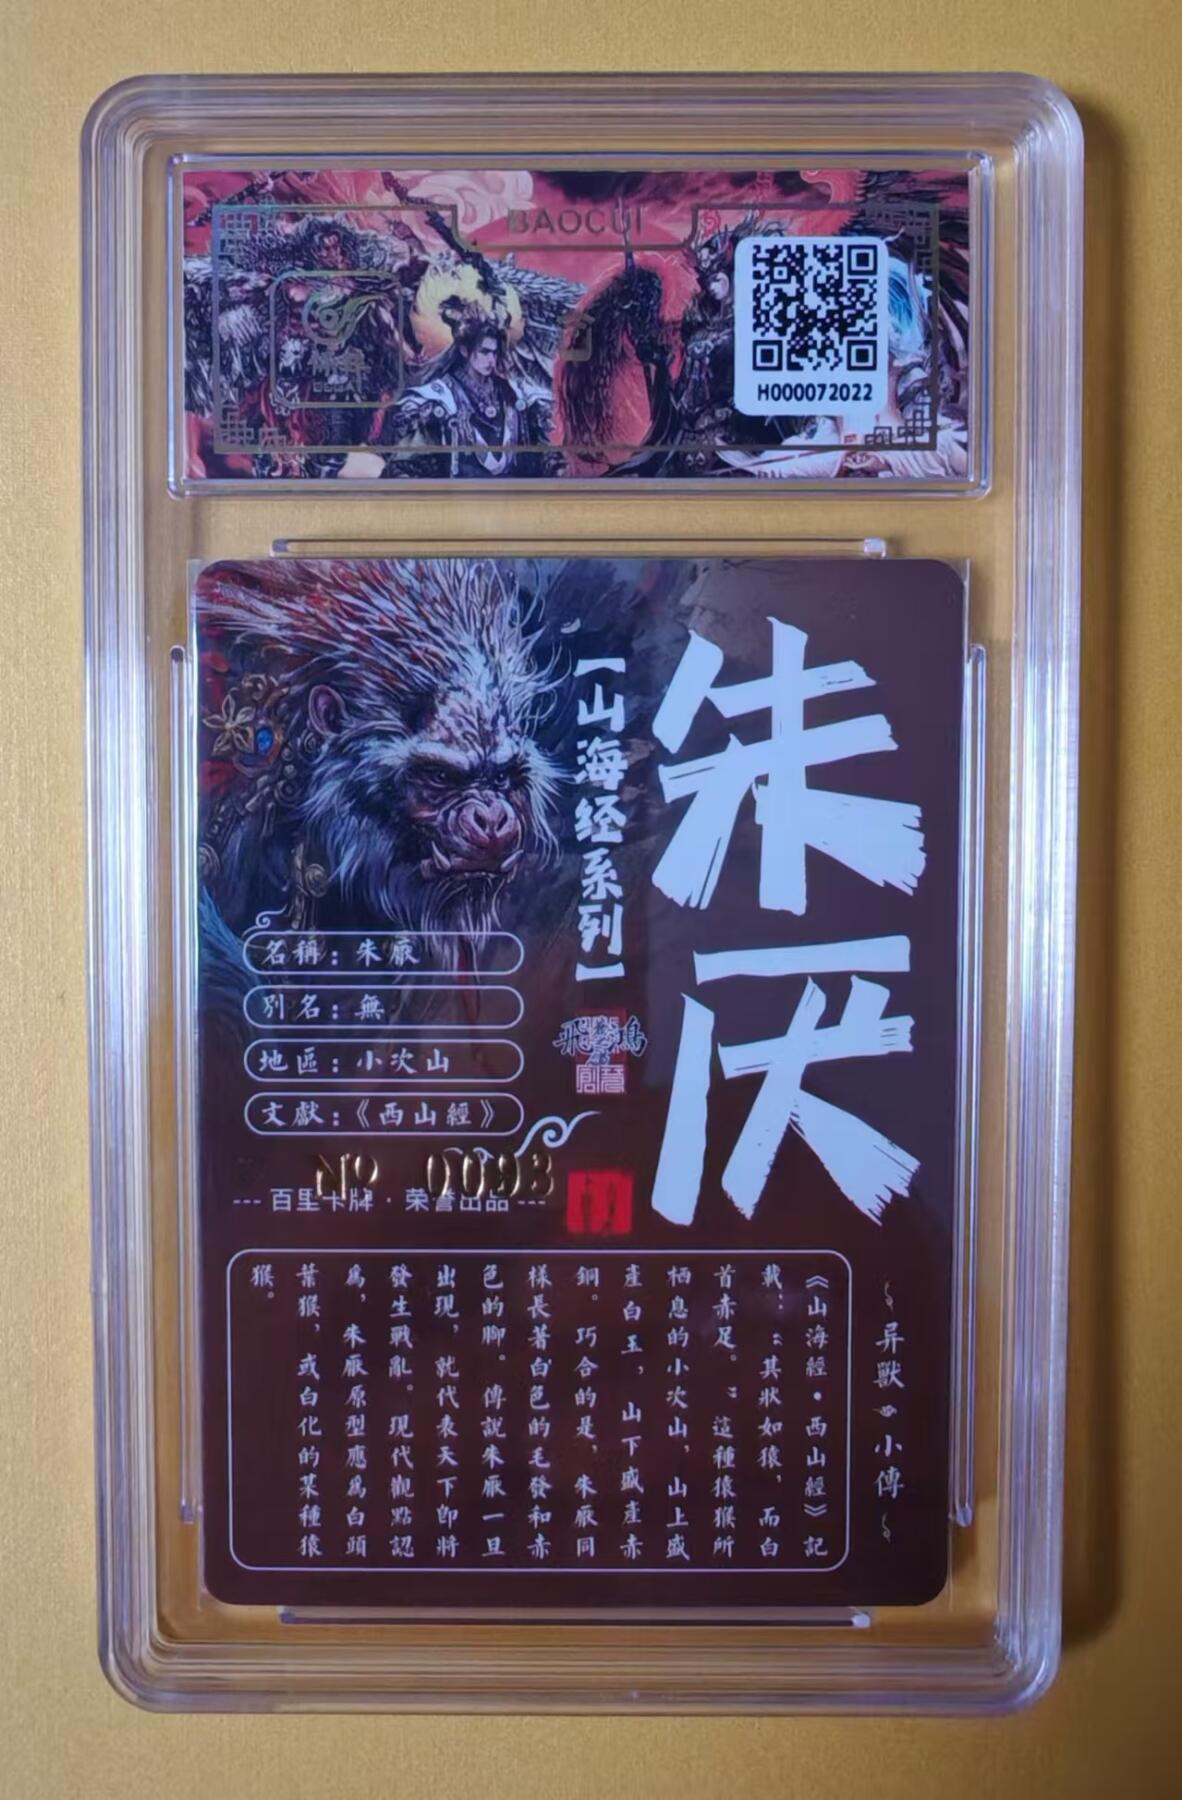 BAOCUI
H000072022
朱厌
【山海经系列】
名稱：朱厭
別名：無
地區：小次山
文獻：《西山經》
飛鴻
Nº 0093
--- 百里卡牌 · 荣誉出品 ---
异獸 小傳
《山海經•西山經》記
載：“其狀如猿，而白
首赤足。”這種猿猴所
栖息的小次山，山上盛
產白玉，山下盛產赤
銅。巧合的是，朱厭同
樣長著白色的毛發和赤
色的腳。傳説朱厭一旦
出現，就代表天下即將
發生戰亂。現代觀點認
爲，朱厭原型應爲白頭
葉猴，或白化的某種猿
猴。